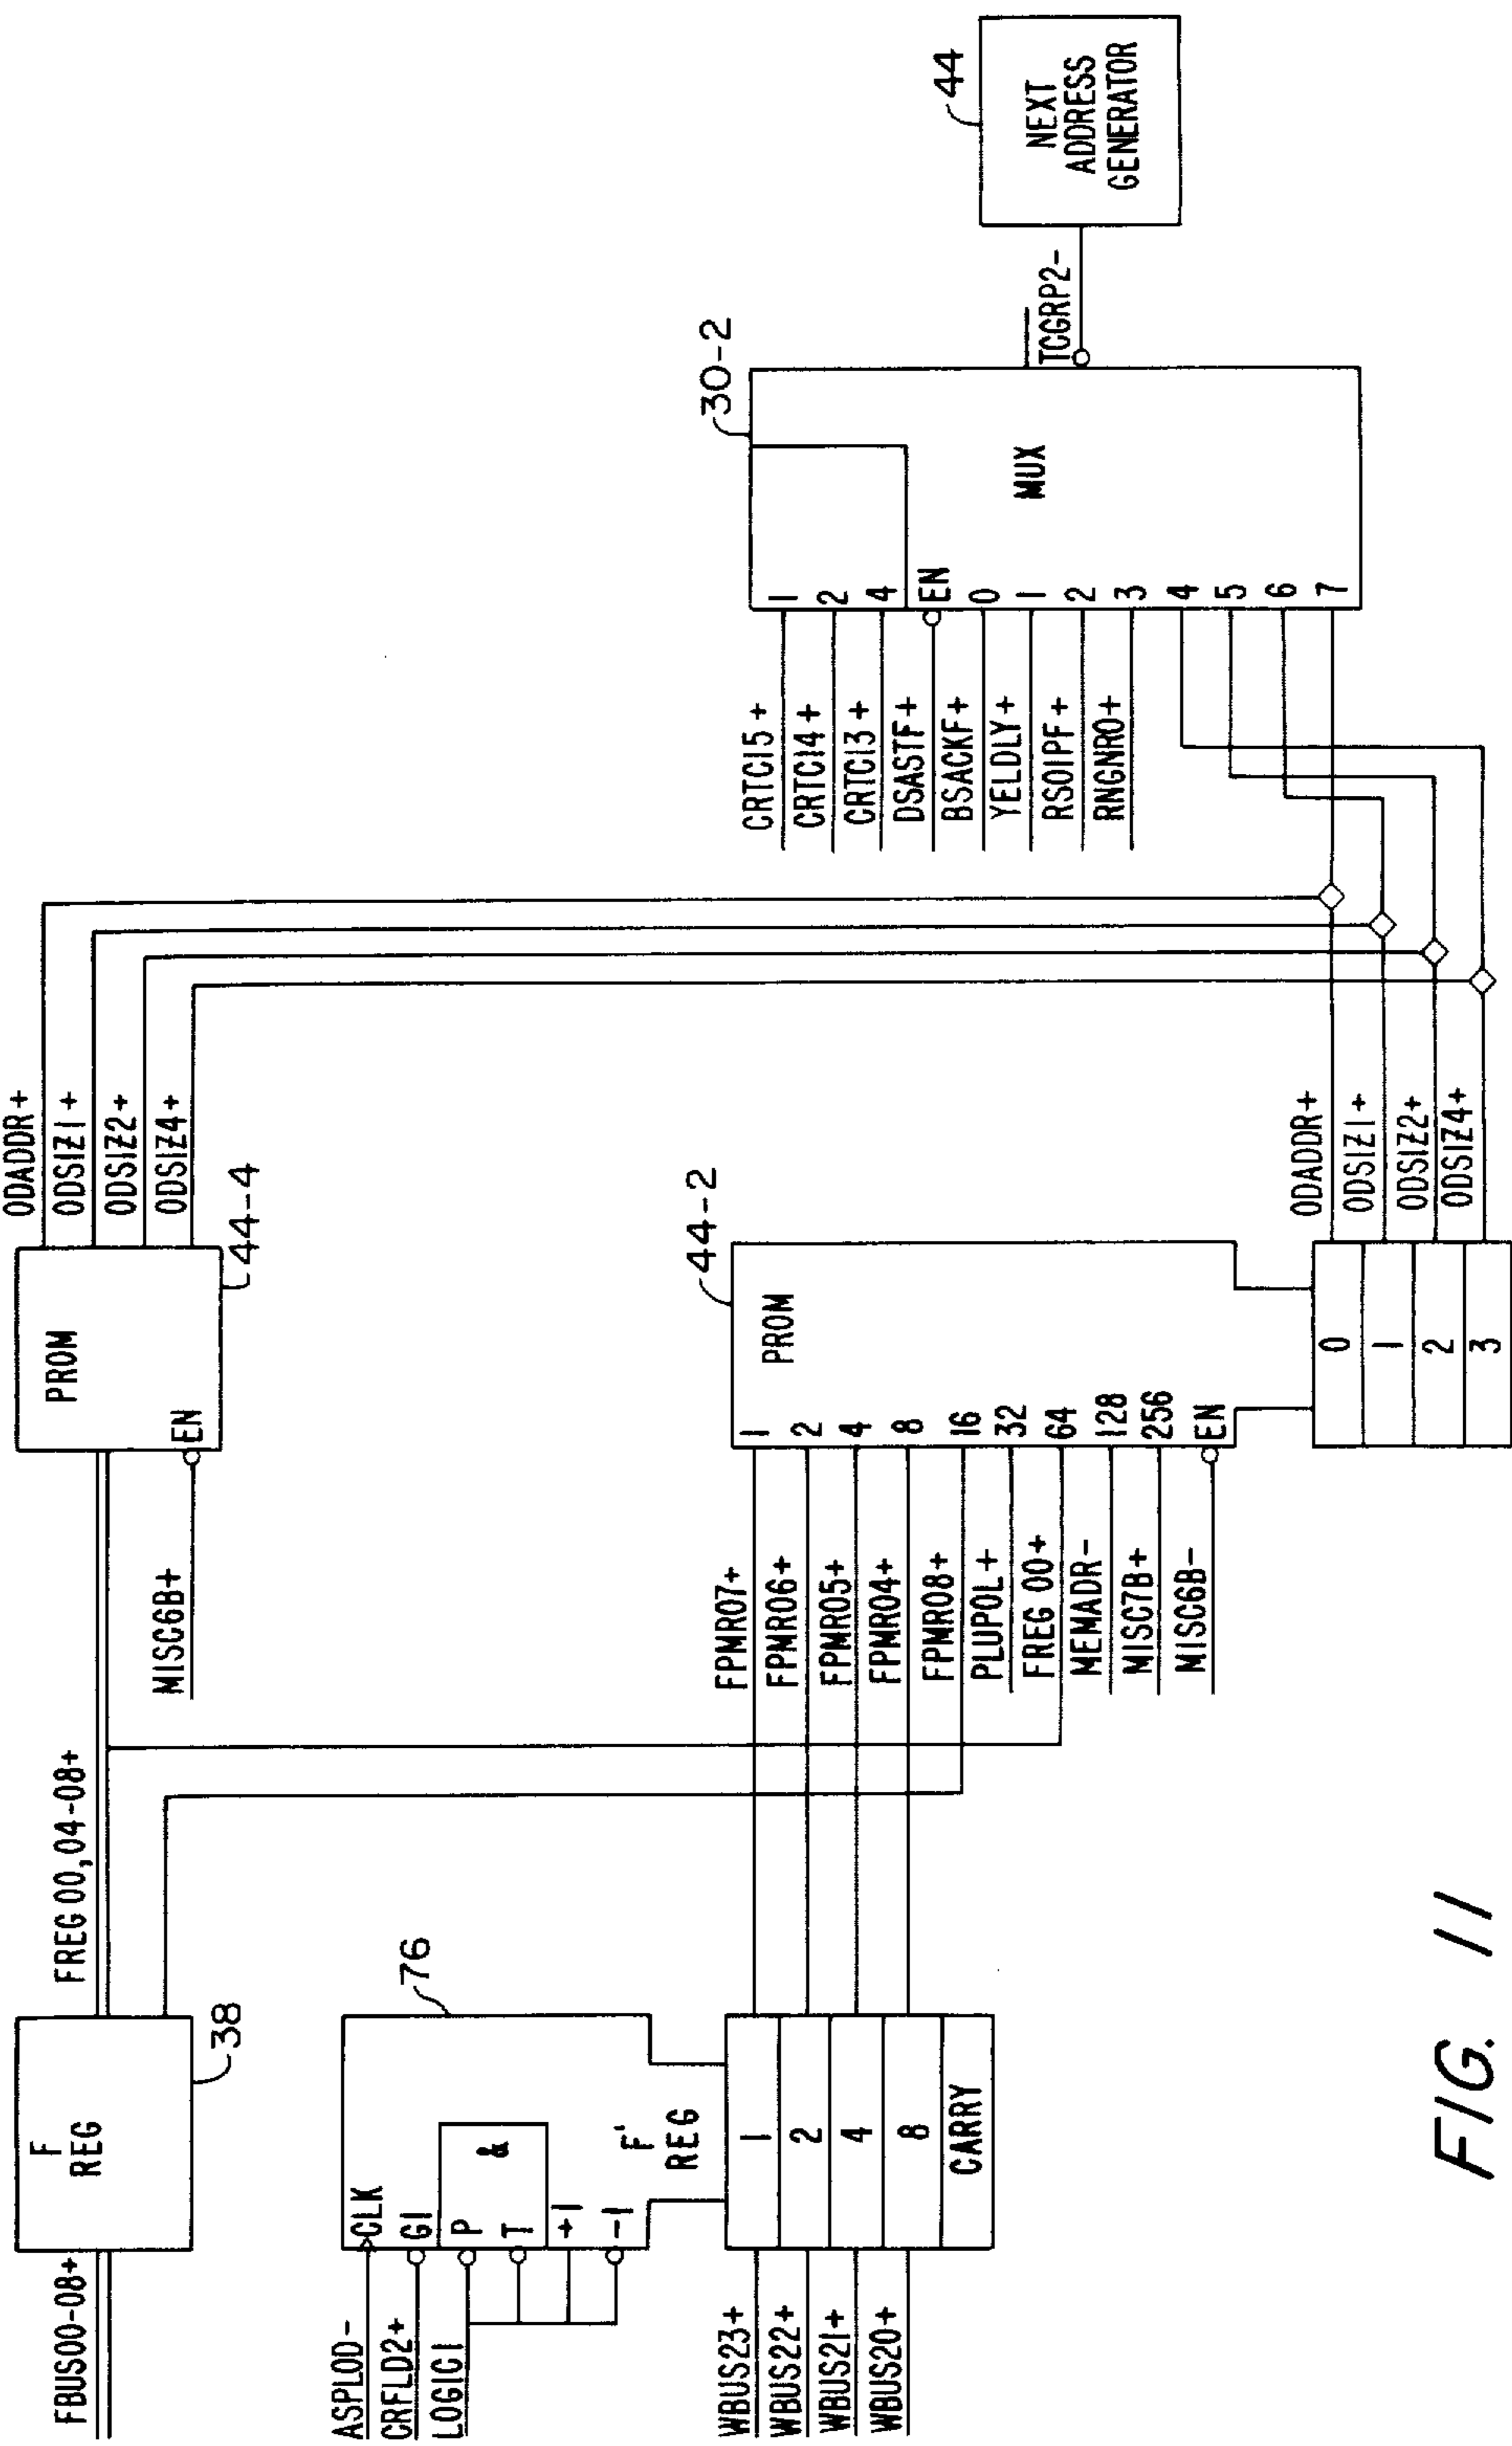 FBUS00-08+
F
REG
38
FREG 00,04-08+
PROM
EN
44-4
MISC6B+
ODADDR+
ODSIZ1+
ODSIZ2+
ODSIZ4+
ASPLOD-
CRFLD2+
LOGIC1
CLK
G1
P
T
&
+1
-1
F'
REG
76
WBUS23+
WBUS22+
WBUS21+
WBUS20+
1
2
4
8
CARRY
FPMR07+
FPMR06+
FPMR05+
FPMR04+
FPMR08+
PLUPOL+
FREG 00+
MEMADR-
MISC7B+
MISC6B-
1
2
4
8
16
32
64
128
256
EN
PROM
44-2
0
1
2
3
ODADDR+
ODSIZ1+
ODSIZ2+
ODSIZ4+
CRTC15+
CRTC14+
CRTC13+
DSASTF+
BSACKF+
YELDLY+
RS01PF+
RNGNR0+
1
2
4
EN
0
1
2
3
4
5
6
7
MUX
30-2
TCGRP2-
NEXT
ADDRESS
GENERATOR
44
FIG. 11